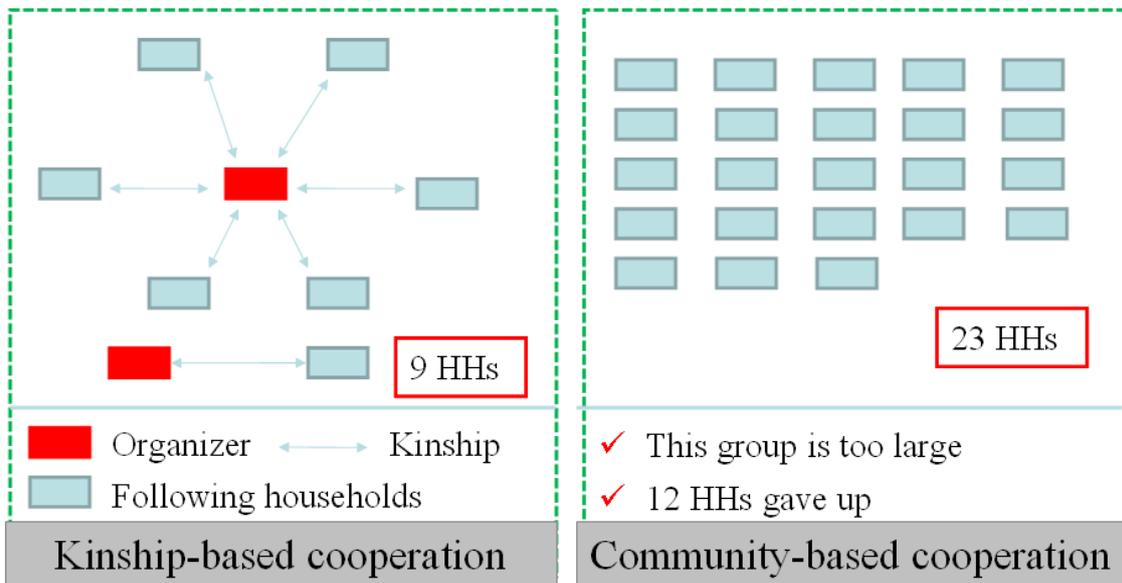 9 HHs
Organizer
Kinship
Following households
Kinship-based cooperation
23 HHs
This group is too large
12 HHs gave up
Community-based cooperation